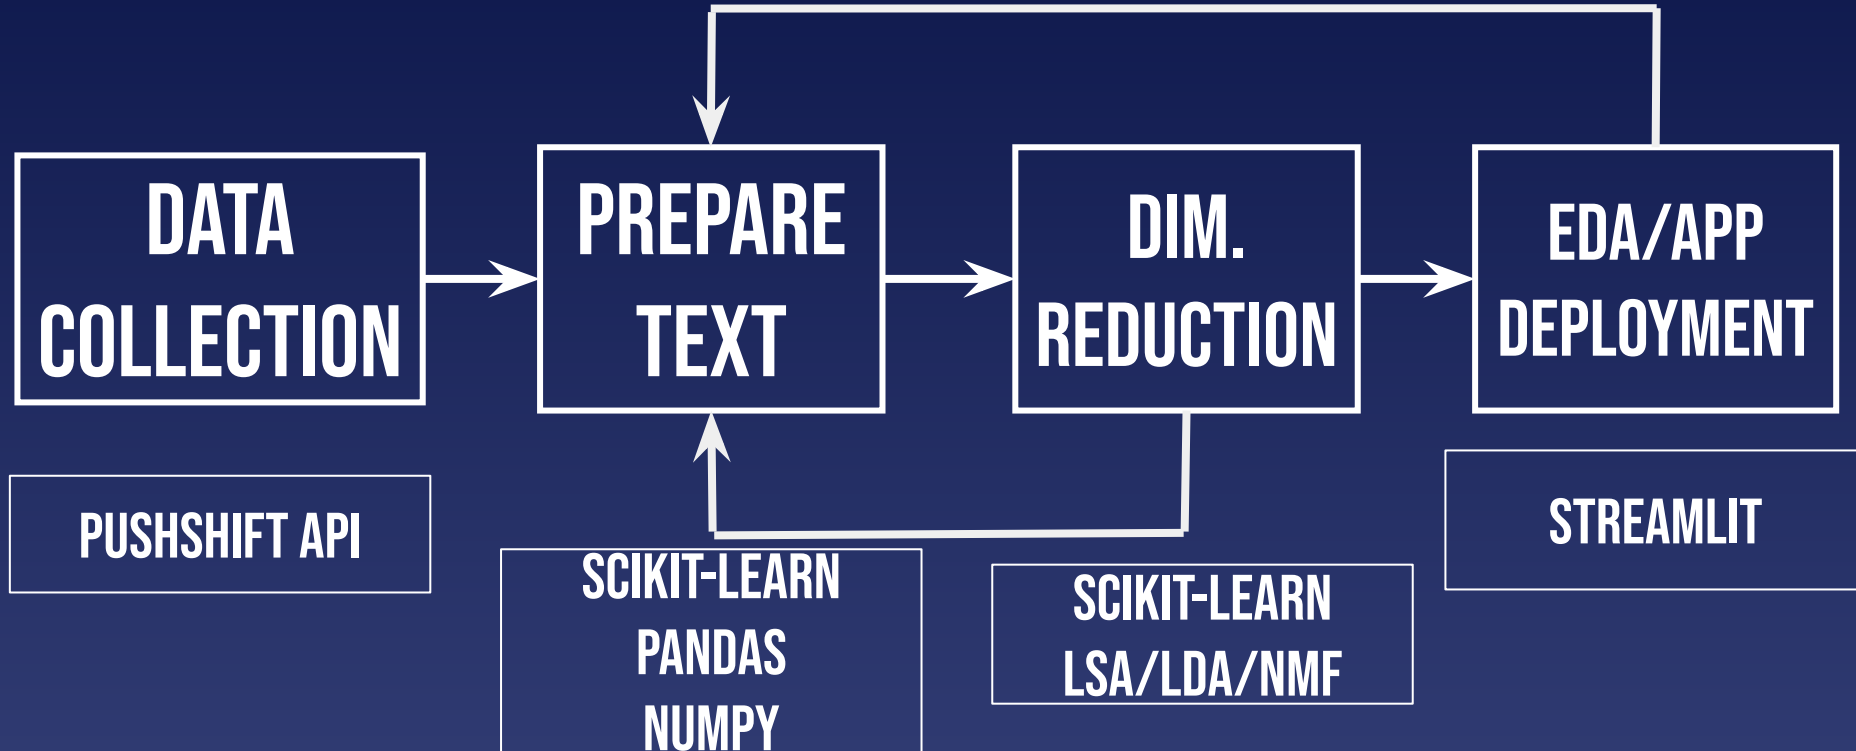 DATA
COLLECTION
PREPARE
TEXT
DIM.
REDUCTION
EDA/APP
DEPLOYMENT
PUSHSHIFT API
SCIKIT-LEARN
PANDAS
NUMPY
SCIKIT-LEARN
LSA/LDA/NMF
STREAMLIT